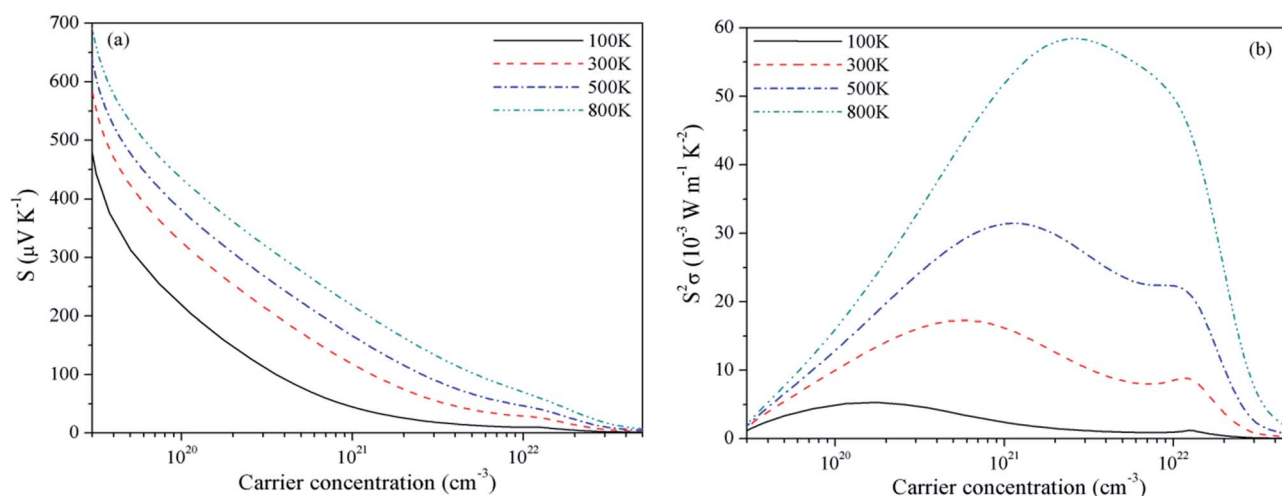 (a)
100K
300K
500K
800K
S (μV K⁻¹)
700
600
500
400
300
200
100
0
10²⁰
10²¹
10²²
Carrier concentration (cm⁻³)
(b)
100K
300K
500K
800K
S²σ (10⁻³ W m⁻¹ K⁻²)
60
50
40
30
20
10
0
10²⁰
10²¹
10²²
Carrier concentration (cm⁻³)